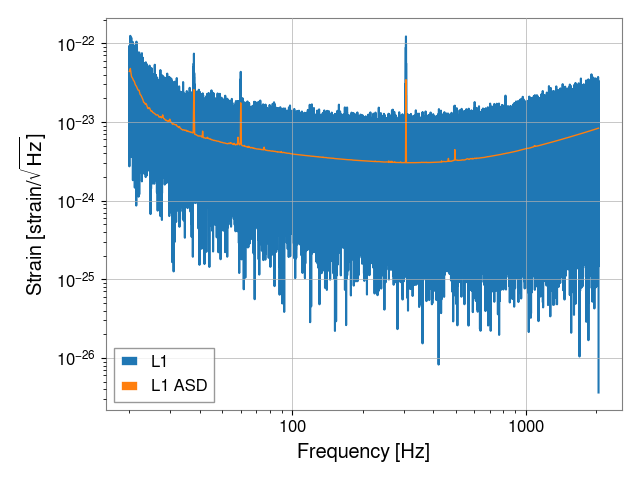 10⁻²²
10⁻²³
10⁻²⁴
10⁻²⁵
10⁻²⁶
Strain [strain/√Hz]
L1
L1 ASD
100
1000
Frequency [Hz]